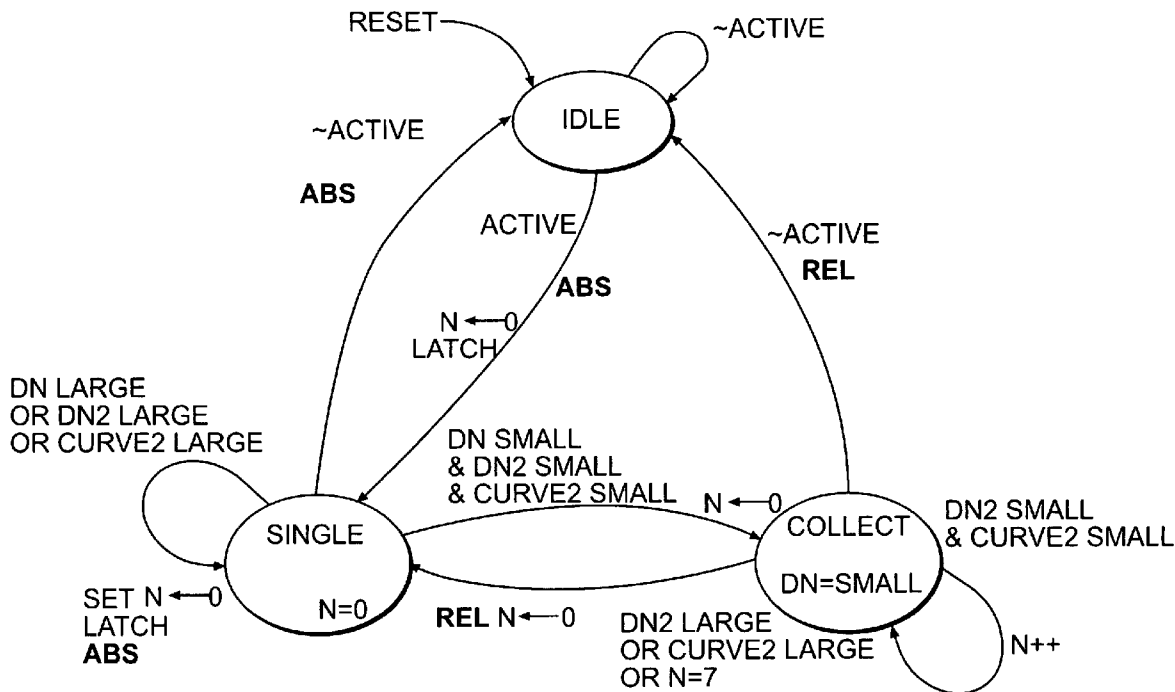 RESET
~ACTIVE
IDLE
~ACTIVE
ABS
ACTIVE
ABS
~ACTIVE
REL
N ← 0
LATCH
DN LARGE
OR DN2 LARGE
OR CURVE2 LARGE
DN SMALL
& DN2 SMALL
& CURVE2 SMALL
N ← 0
SINGLE
N=0
COLLECT
DN=SMALL
DN2 SMALL
& CURVE2 SMALL
SET N ← 0
LATCH
ABS
REL N ← 0
DN2 LARGE
OR CURVE2 LARGE
OR N=7
N++